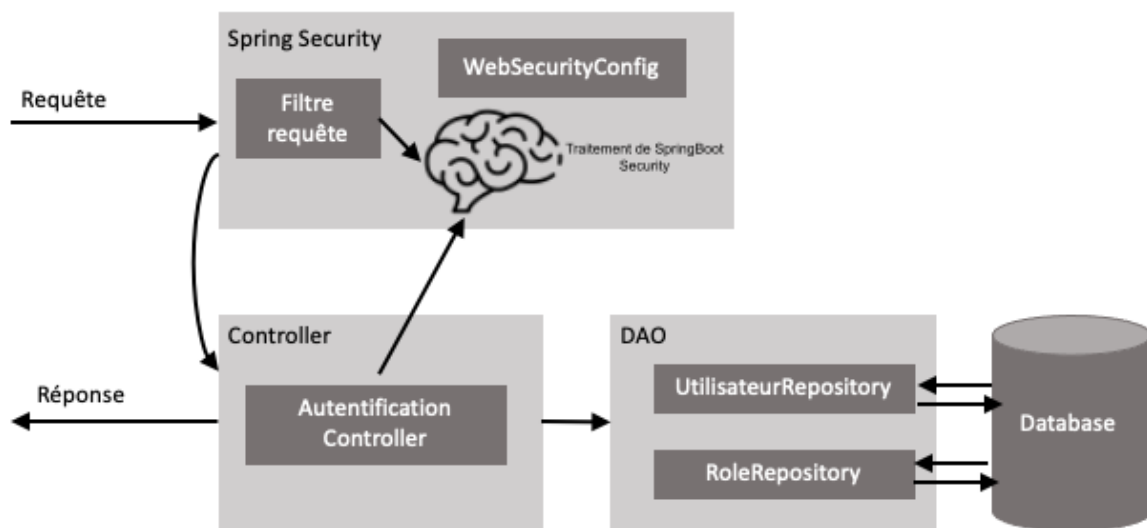 Spring Security
WebSecurityConfig
Requête
Filtre
requête
Traitement de SpringBoot
Security
Controller
DAO
Réponse
Autentification
Controller
UtilisateurRepository
RoleRepository
Database